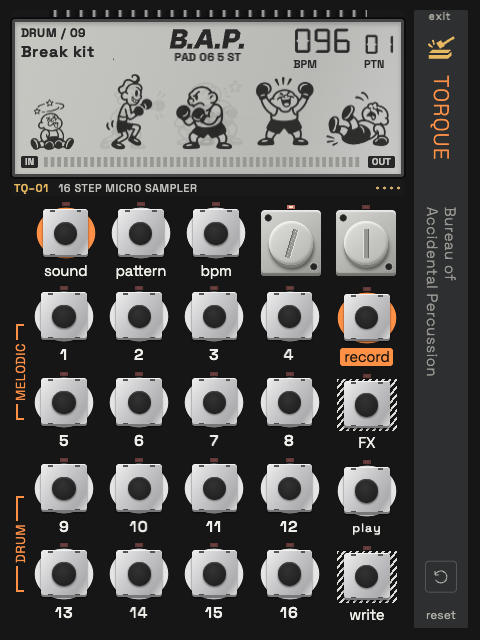 exit
DRUM / 09
Break kit
B.A.P.
PAD 06 5 ST
096
BPM
01
PTN
IN
OUT
TQ-01 16 STEP MICRO SAMPLER
TORQUE
Bureau of
Accidental Percussion
sound
pattern
bpm
MELODIC
1
2
3
4
record
5
6
7
8
FX
DRUM
9
10
11
12
play
13
14
15
16
write
reset